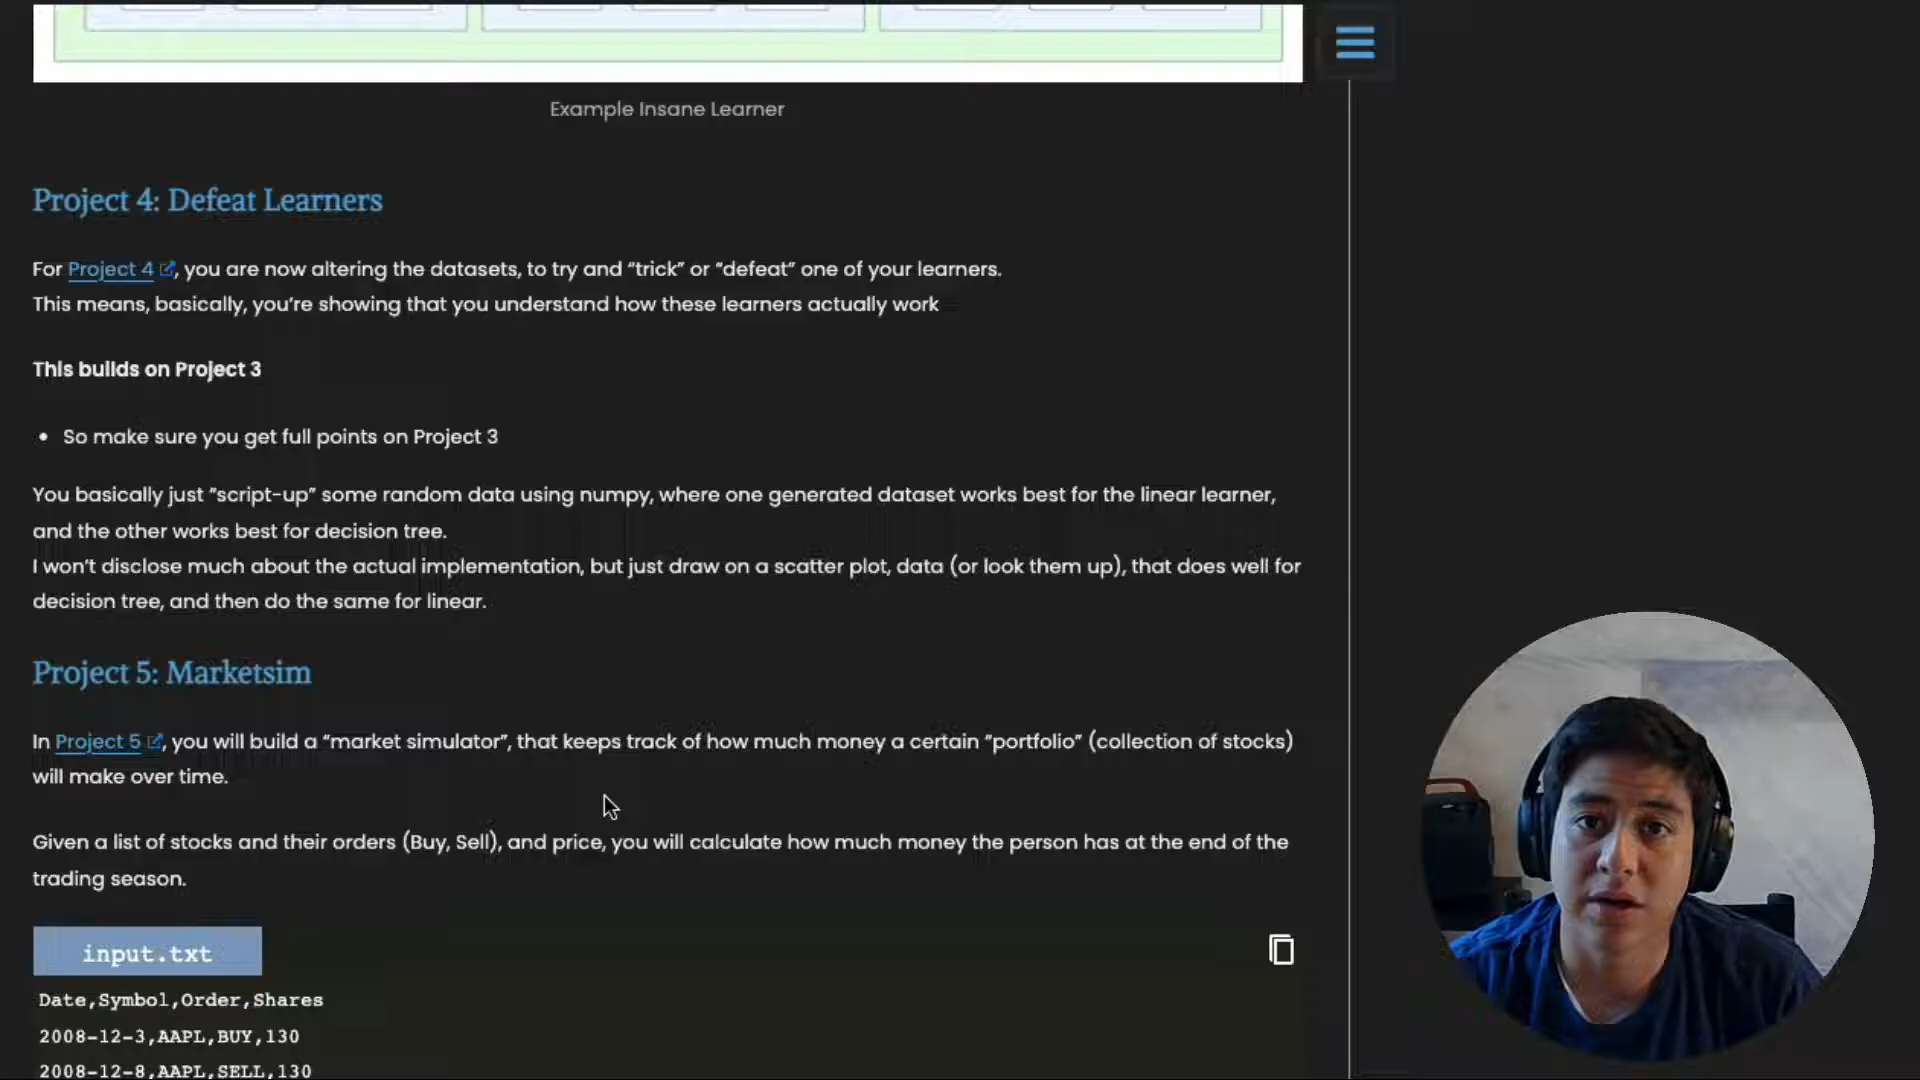 Example Insane Learner
Project 4: Defeat Learners
For Project 4, you are now altering the datasets, to try and “trick” or “defeat” one of your learners.
This means, basically, you’re showing that you understand how these learners actually work
This builds on Project 3
• So make sure you get full points on Project 3
You basically just “script-up” some random data using numpy, where one generated dataset works best for the linear learner,
and the other works best for decision tree.
I won’t disclose much about the actual implementation, but just draw on a scatter plot, data (or look them up), that does well for
decision tree, and then do the same for linear.
Project 5: Marketsim
In Project 5, you will build a “market simulator”, that keeps track of how much money a certain “portfolio” (collection of stocks)
will make over time.
Given a list of stocks and their orders (Buy, Sell), and price, you will calculate how much money the person has at the end of the
trading season.
input.txt
Date,Symbol,Order,Shares
2008-12-3,AAPL,BUY,130
2008-12-8,AAPL,SELL,130